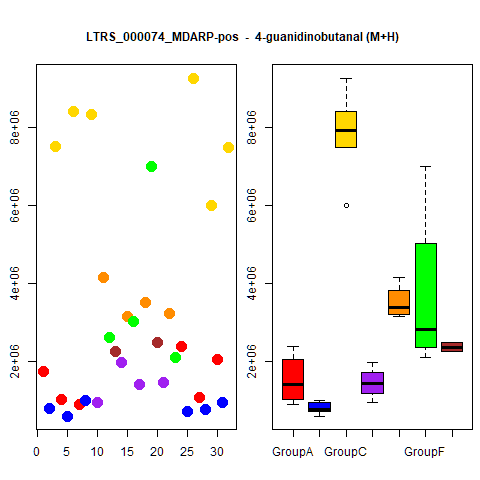 LTRS_000074_MDARP-pos - 4-guanidinobutanal (M+H)
8e+06
6e+06
4e+06
2e+06
0 5 10 15 20 25 30
8e+06
6e+06
4e+06
2e+06
GroupA GroupC GroupF